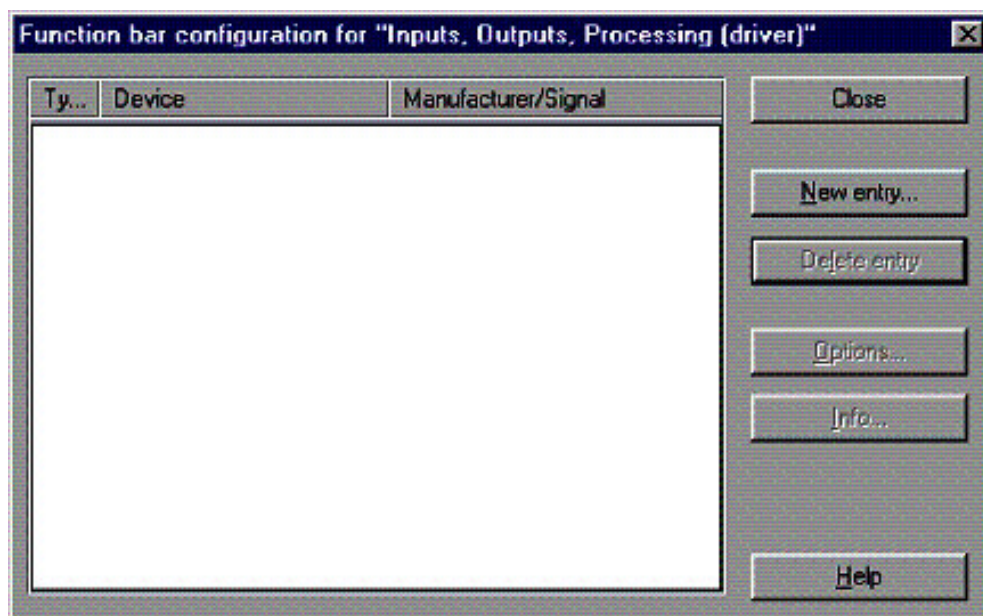 Function bar configuration for "Inputs, Outputs, Processing (driver)"
Ty... Device Manufacturer/Signal
Close
New entry...
Delete entry
Options...
Info...
Help